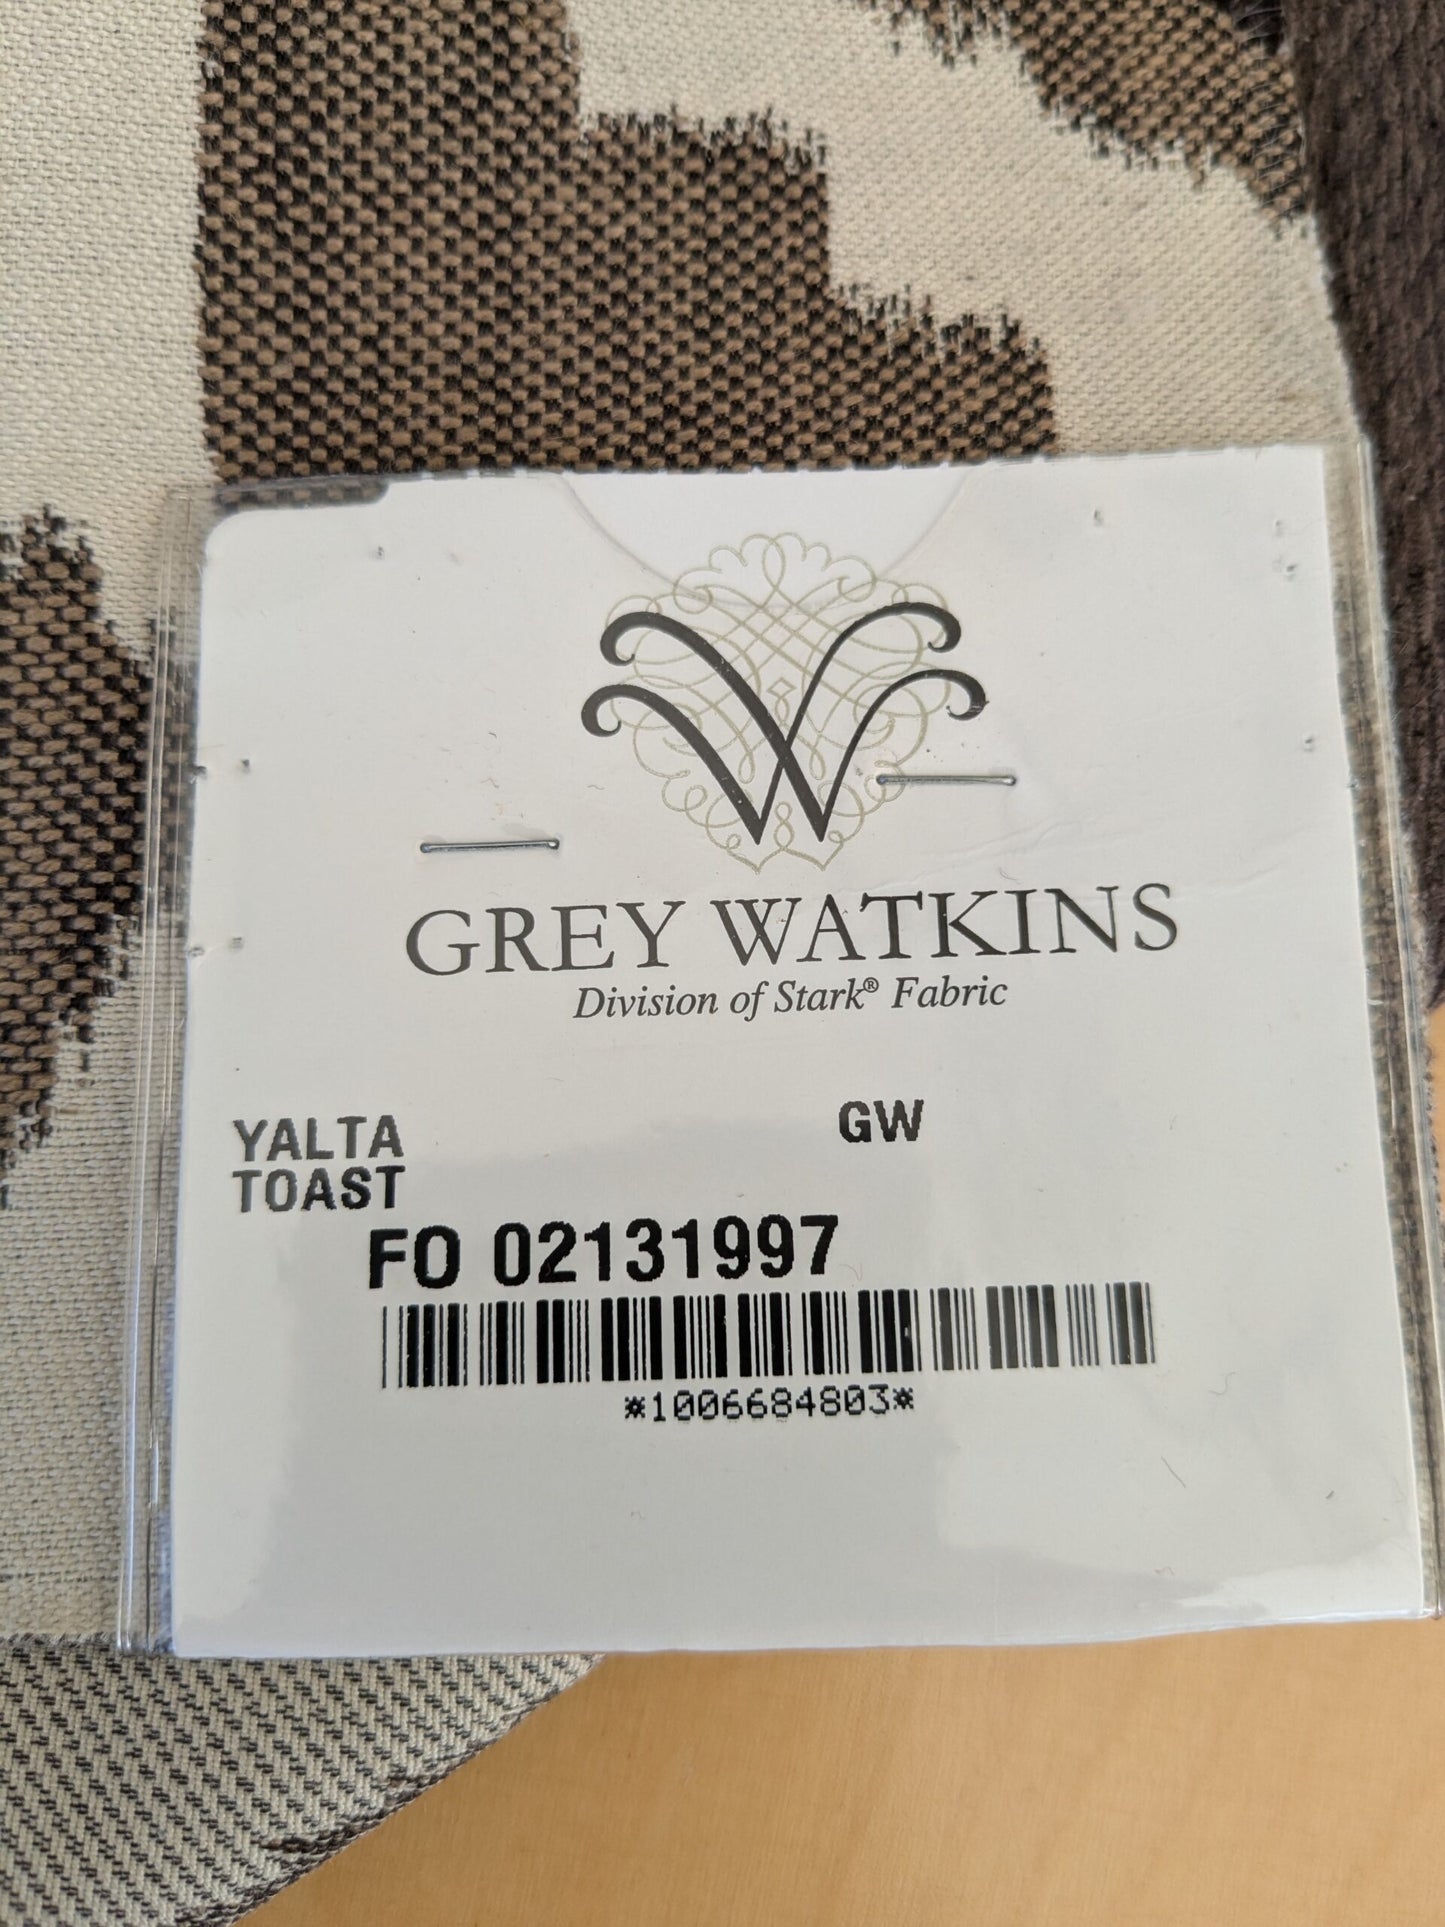 W
GREY WATKINS
Division of Stark® Fabric
YALTA GW
TOAST
FO 02131997
*1006684803*